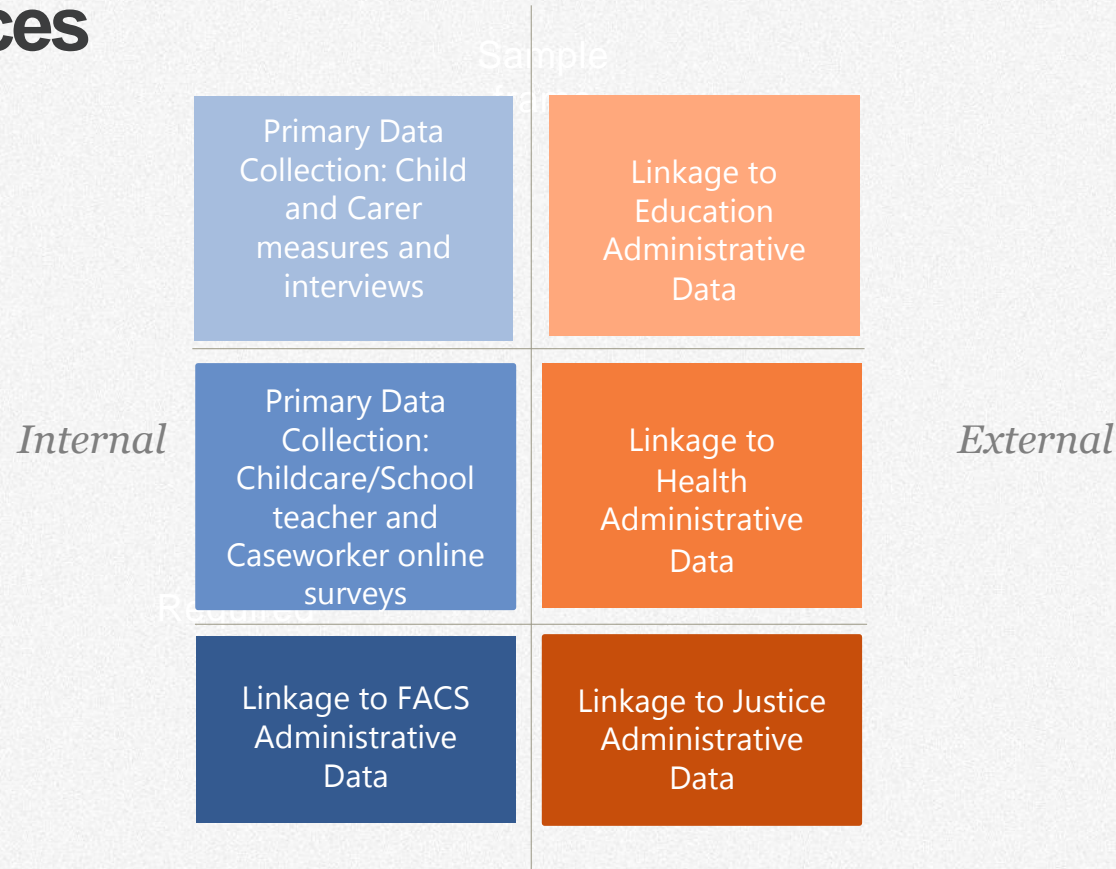 ces
Sample
Primary Data
Collection: Child
and Carer
measures and
interviews
Linkage to
Education
Administrative
Data
Internal
Primary Data
Collection:
Childcare/School
teacher and
Caseworker online
surveys
Linkage to
Health
Administrative
Data
External
Required
Linkage to FACS
Administrative
Data
Linkage to Justice
Administrative
Data